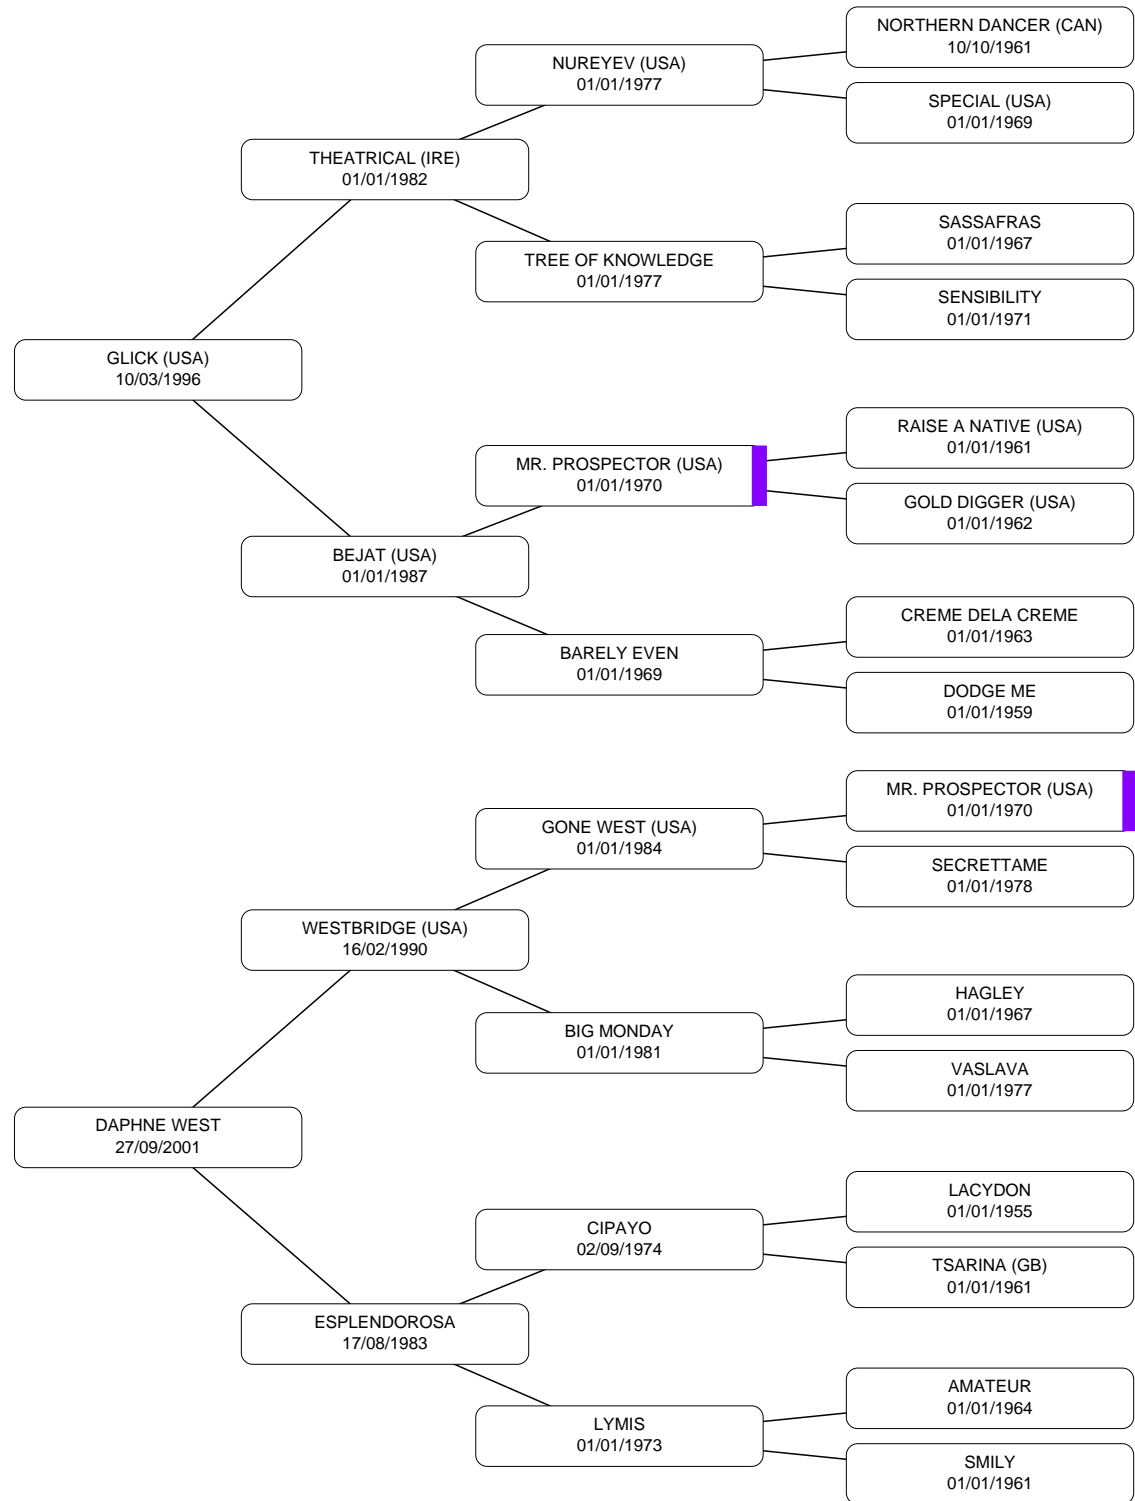 NORTHERN DANCER (CAN)
10/10/1961
NUREYEV (USA)
01/01/1977
SPECIAL (USA)
01/01/1969
THEATRICAL (IRE)
01/01/1982
SASSAFRAS
01/01/1967
TREE OF KNOWLEDGE
01/01/1977
SENSIBILITY
01/01/1971
GLICK (USA)
10/03/1996
RAISE A NATIVE (USA)
01/01/1961
MR. PROSPECTOR (USA)
01/01/1970
GOLD DIGGER (USA)
01/01/1962
BEJAT (USA)
01/01/1987
CREME DELA CREME
01/01/1963
BARELY EVEN
01/01/1969
DODGE ME
01/01/1959
MR. PROSPECTOR (USA)
01/01/1970
GONE WEST (USA)
01/01/1984
SECRETTAME
01/01/1978
WESTBRIDGE (USA)
16/02/1990
HAGLEY
01/01/1967
BIG MONDAY
01/01/1981
VASLAVA
01/01/1977
DAPHNE WEST
27/09/2001
LACYDON
01/01/1955
CIPAYO
02/09/1974
TSARINA (GB)
01/01/1961
ESPLENDOROSA
17/08/1983
AMATEUR
01/01/1964
LYMIS
01/01/1973
SMILY
01/01/1961